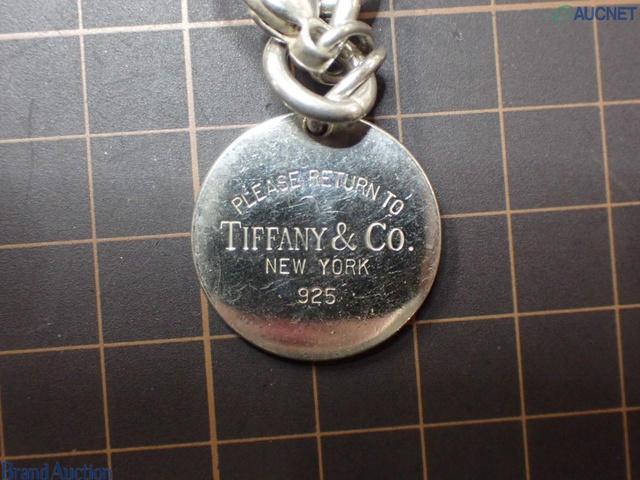 AUCNET
PLEASE RETURN TO
TIFFANY & CO.
NEW YORK
925
Brand Auction